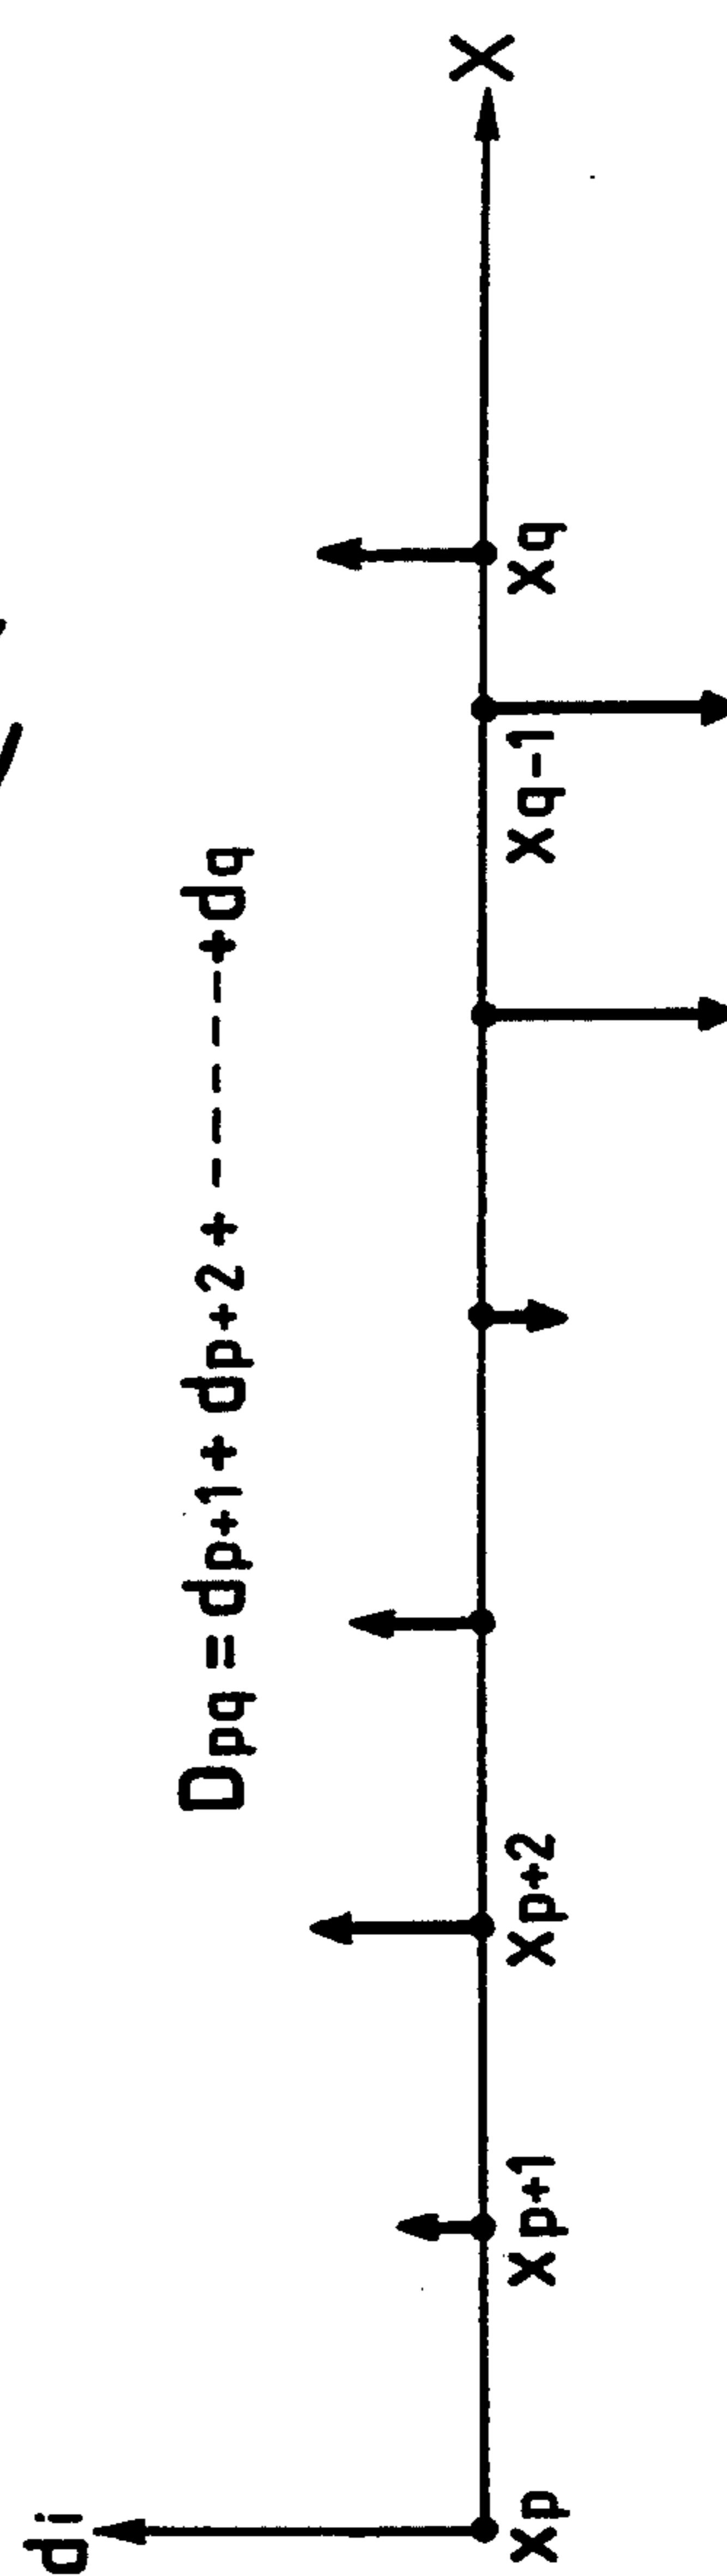 di
Dpq = dp+1 + dp+2 + - - - - - +dq
Xp
Xp+1
Xp+2
Xq-1
Xq
X